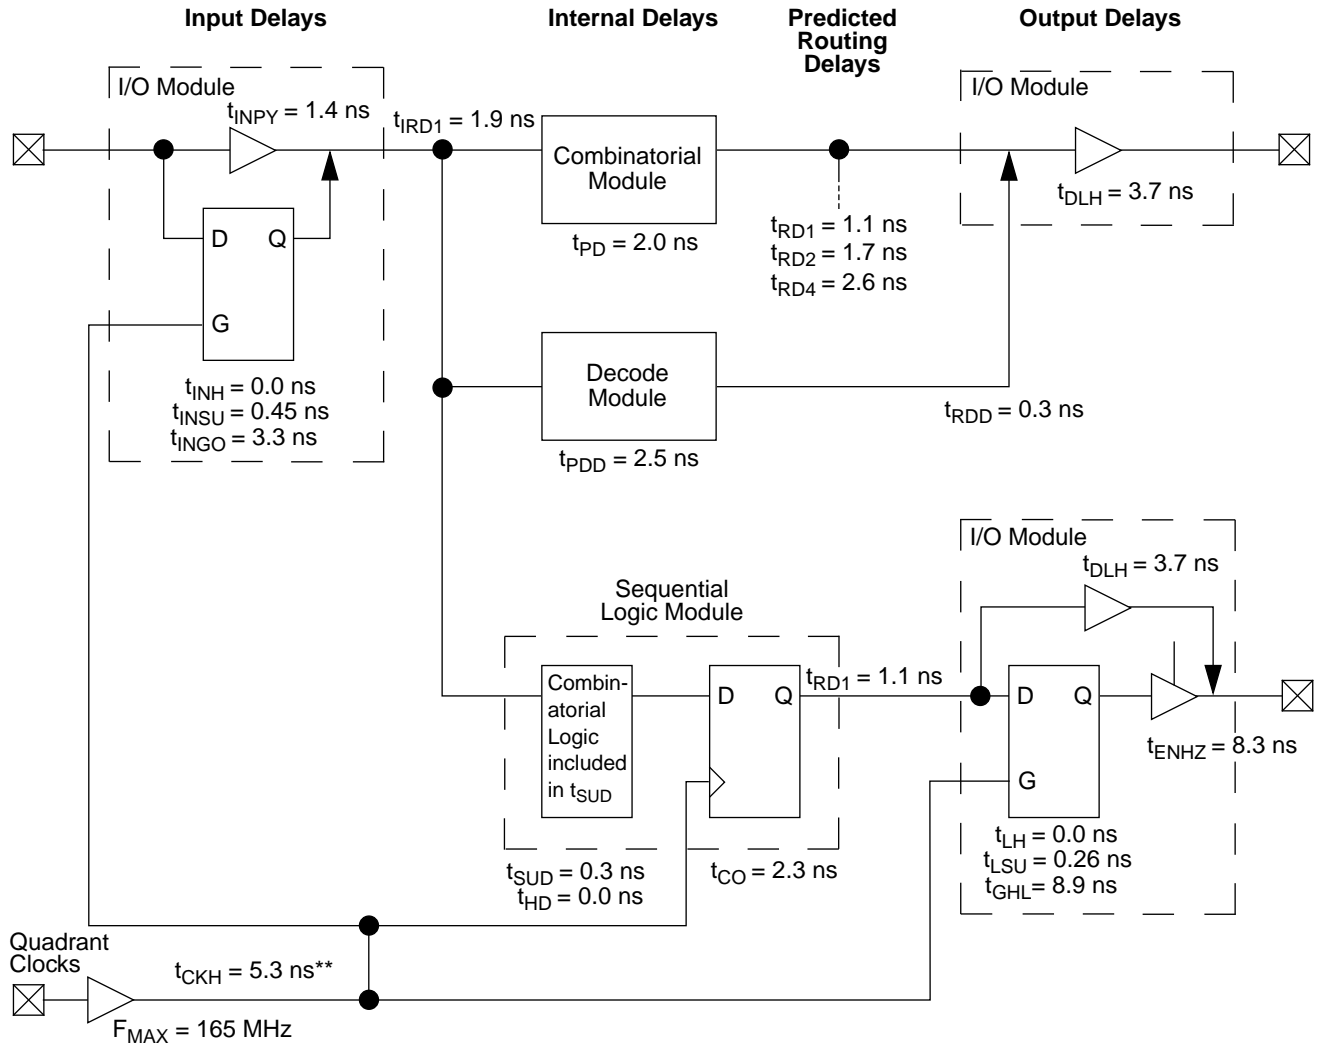 Input Delays
Internal Delays
Predicted
Routing
Delays
Output Delays
I/O Module
tINPY = 1.4 ns
tIRD1 = 1.9 ns
Combinatorial
Module
tPD = 2.0 ns
tRD1 = 1.1 ns
tRD2 = 1.7 ns
tRD4 = 2.6 ns
I/O Module
tDLH = 3.7 ns
D Q
G
tINH = 0.0 ns
tINSU = 0.45 ns
tINGO = 3.3 ns
Decode
Module
tPDD = 2.5 ns
tRDD = 0.3 ns
Sequential
Logic Module
Combin-
atorial
Logic
included
in tSUD
D Q
tSUD = 0.3 ns
tHD = 0.0 ns
tCO = 2.3 ns
tRD1 = 1.1 ns
I/O Module
tDLH = 3.7 ns
D Q
G
tENHZ = 8.3 ns
tLH = 0.0 ns
tLSU = 0.26 ns
tGHL = 8.9 ns
Quadrant
Clocks
tCKH = 5.3 ns**
FMAX = 165 MHz